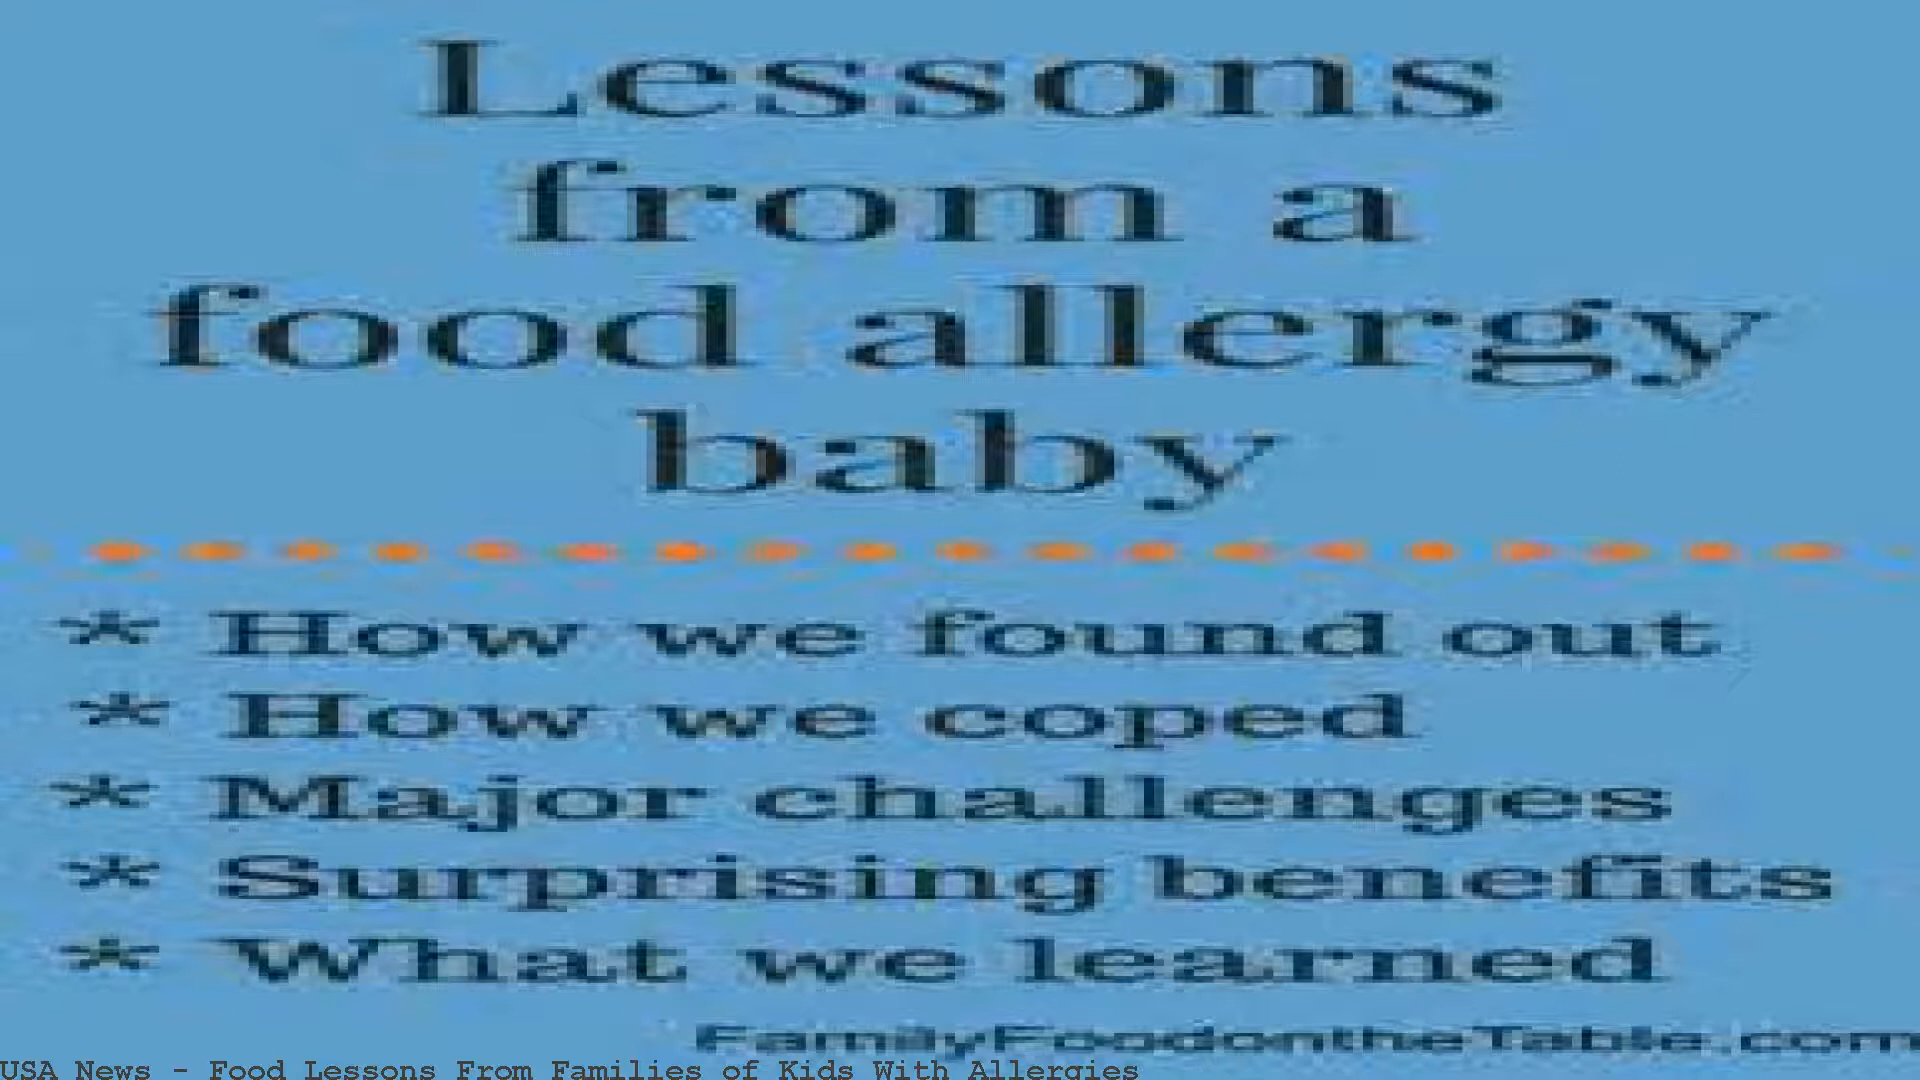 Lessons
from a
food allergy
baby
* How we found out
* How we coped
* Major challenges
* Surprising benefits
* What we learned
FamilyFoodontheTable.com
USA News - Food Lessons From Families of Kids With Allergies